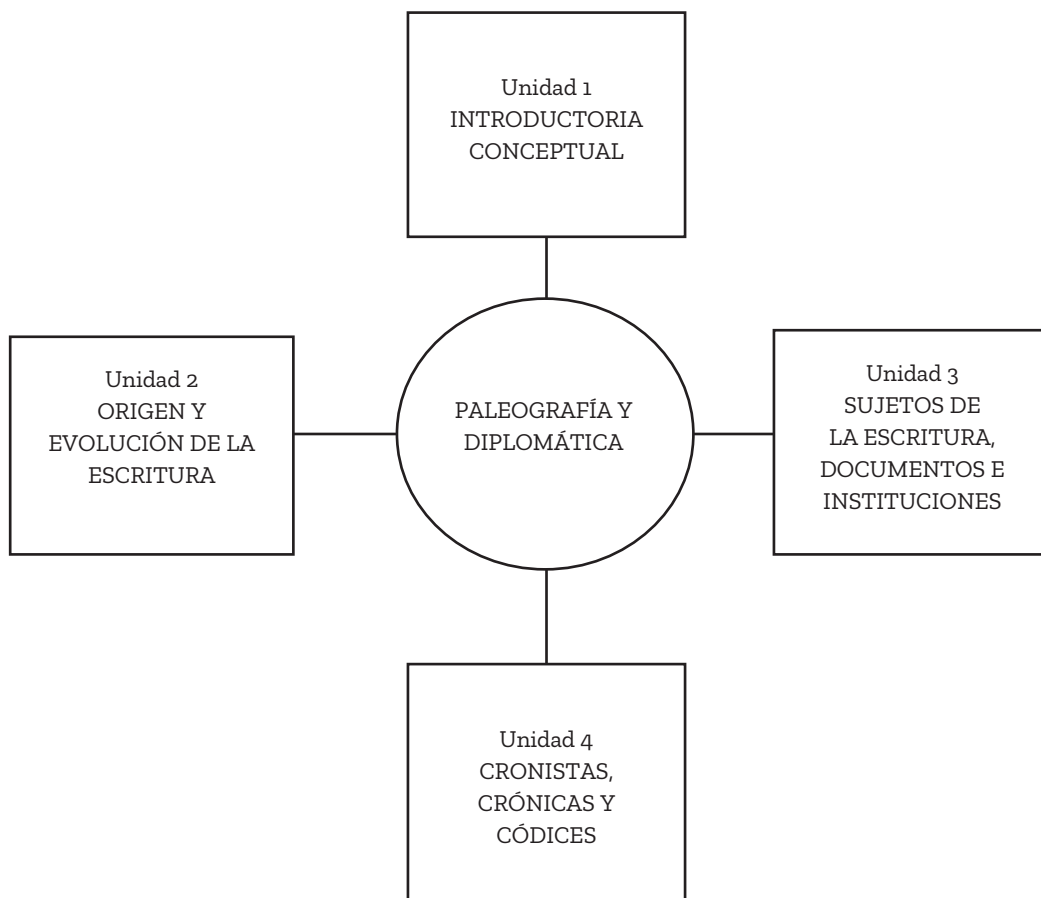 Unidad 1
INTRODUCTORIA
CONCEPTUAL
Unidad 2
ORIGEN Y
EVOLUCIÓN DE LA
ESCRITURA
PALEOGRAFÍA Y
DIPLOMÁTICA
Unidad 3
SUJETOS DE
LA ESCRITURA,
DOCUMENTOS E
INSTITUCIONES
Unidad 4
CRONISTAS,
CRÓNICAS Y
CÓDICES